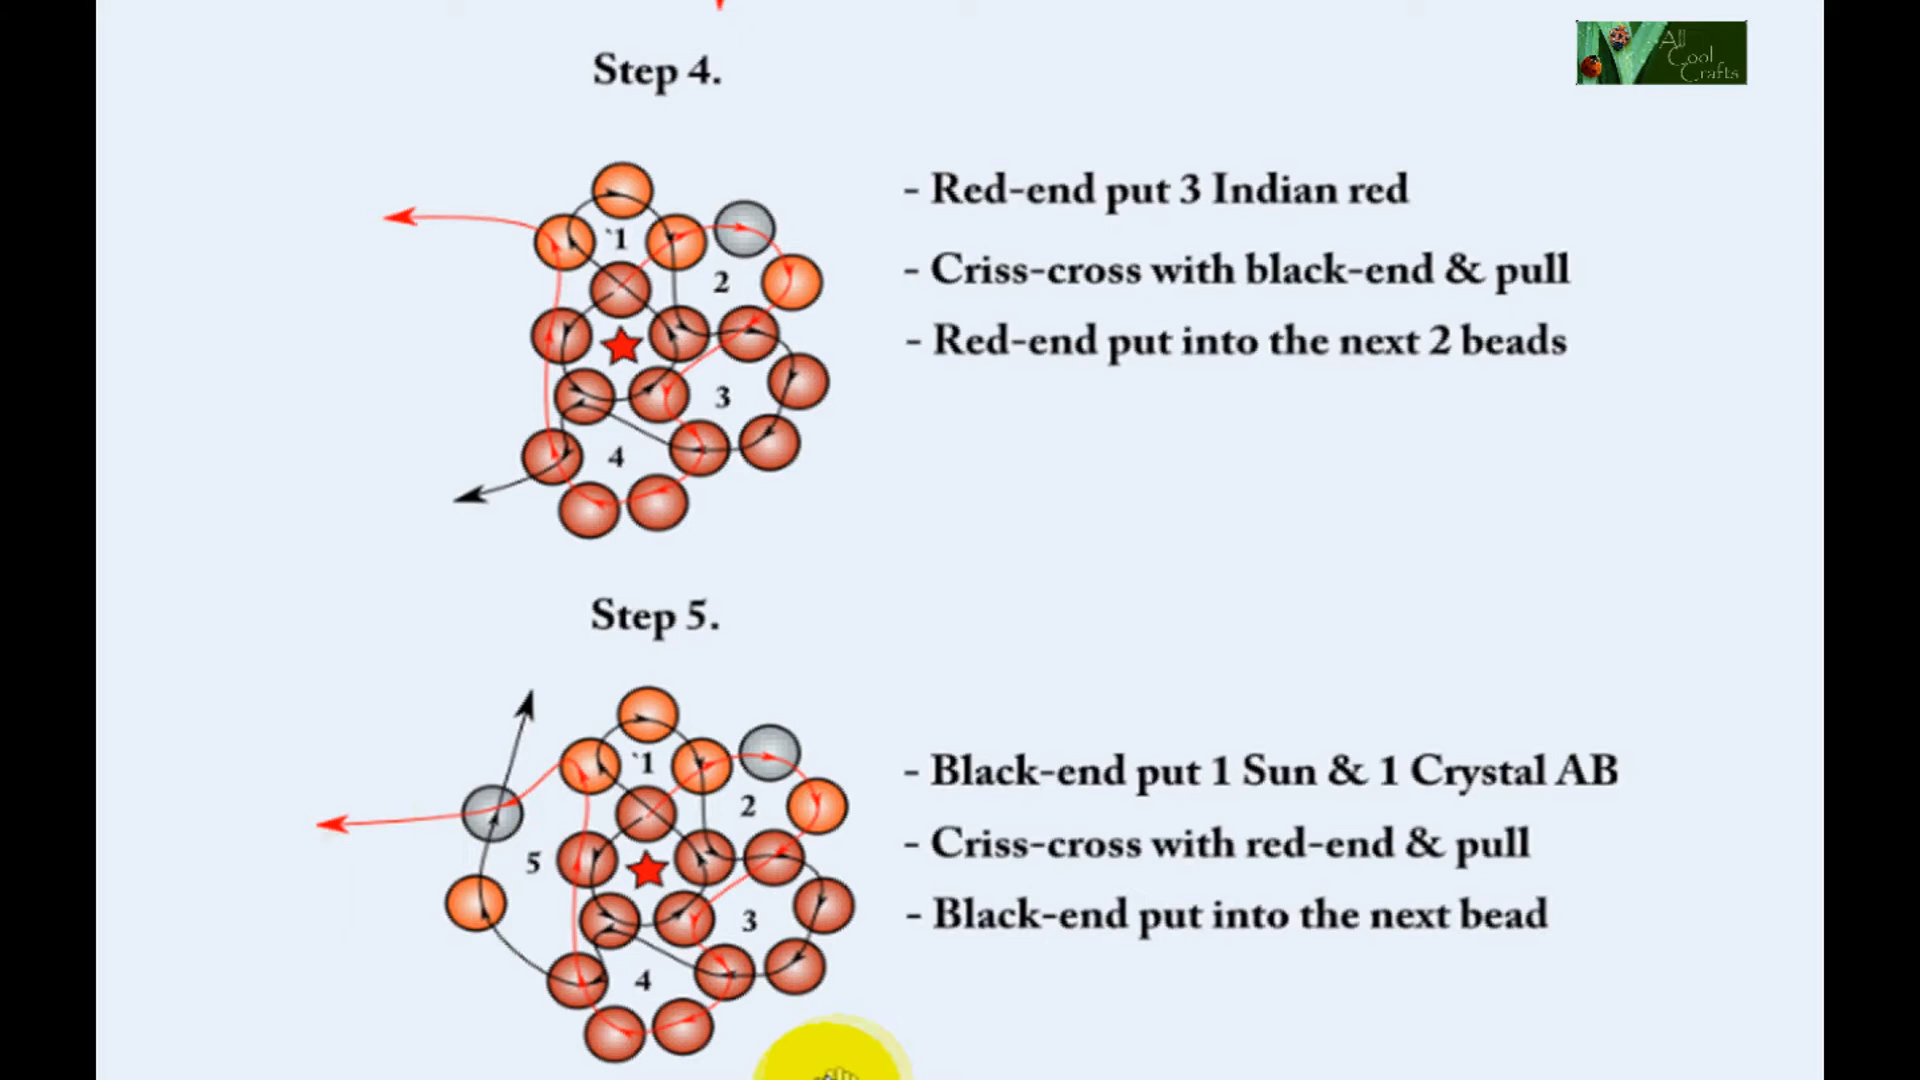 All
Cool
Crafts
Step 4.
- Red-end put 3 Indian red
- Criss-cross with black-end & pull
- Red-end put into the next 2 beads
`1
2
3
4
Step 5.
- Black-end put 1 Sun & 1 Crystal AB
- Criss-cross with red-end & pull
- Black-end put into the next bead
`1
2
5
3
4